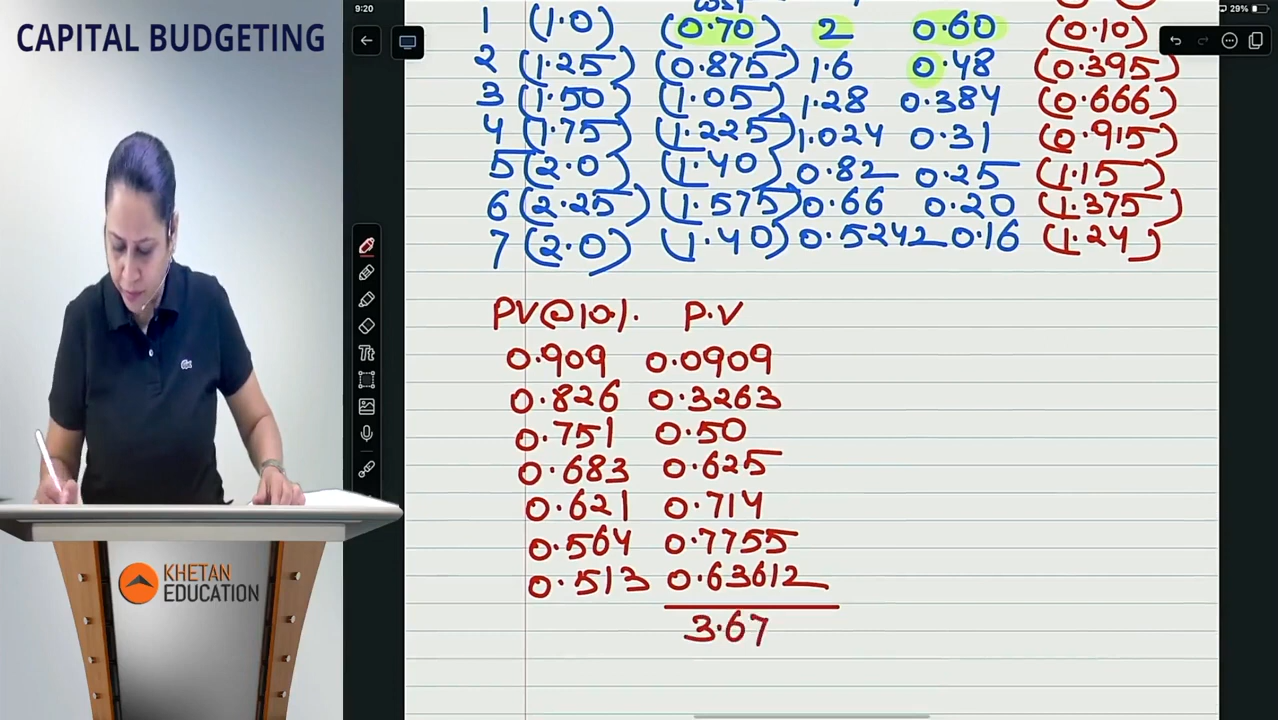 CAPITAL BUDGETING
9:20
29%
1 (1.0) (0.70) 2 0.60 (0.10)
2 (1.25) (0.875) 1.6 0.48 (0.395)
3 (1.50) (1.05) 1.28 0.384 (0.666)
4 (1.75) (1.225) 1.024 0.31 (0.915)
5 (2.0) (1.40) 0.82 0.25 (1.15)
6 (2.25) (1.575) 0.66 0.20 (1.375)
7 (2.0) (1.40) 0.5242 0.16 (1.24)
PV@10%. P.V
0.909 0.0909
0.826 0.3263
0.751 0.50
0.683 0.625
0.621 0.714
0.564 0.7755
0.513 0.63612
3.67
Tt
KHETAN
EDUCATION